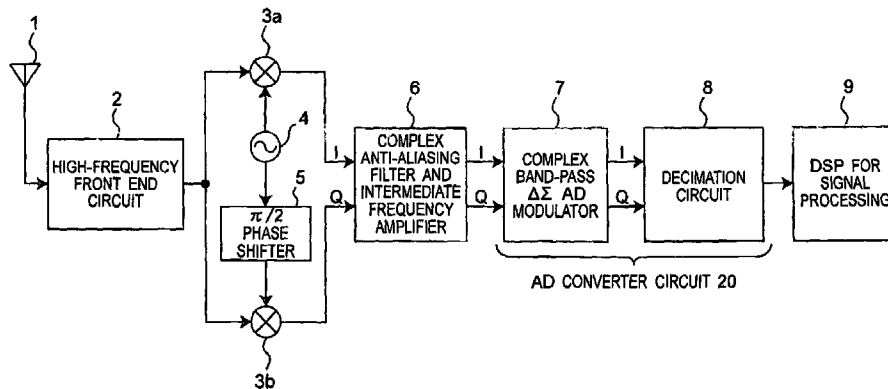 1
2
HIGH-FREQUENCY
FRONT END
CIRCUIT
3a
4
5
π/2
PHASE
SHIFTER
3b
I
Q
6
COMPLEX
ANTI-ALIASING
FILTER AND
INTERMEDIATE
FREQUENCY
AMPLIFIER
I
Q
7
COMPLEX
BAND-PASS
ΔΣ AD
MODULATOR
I
Q
8
DECIMATION
CIRCUIT
9
DSP FOR
SIGNAL
PROCESSING
AD CONVERTER CIRCUIT 20